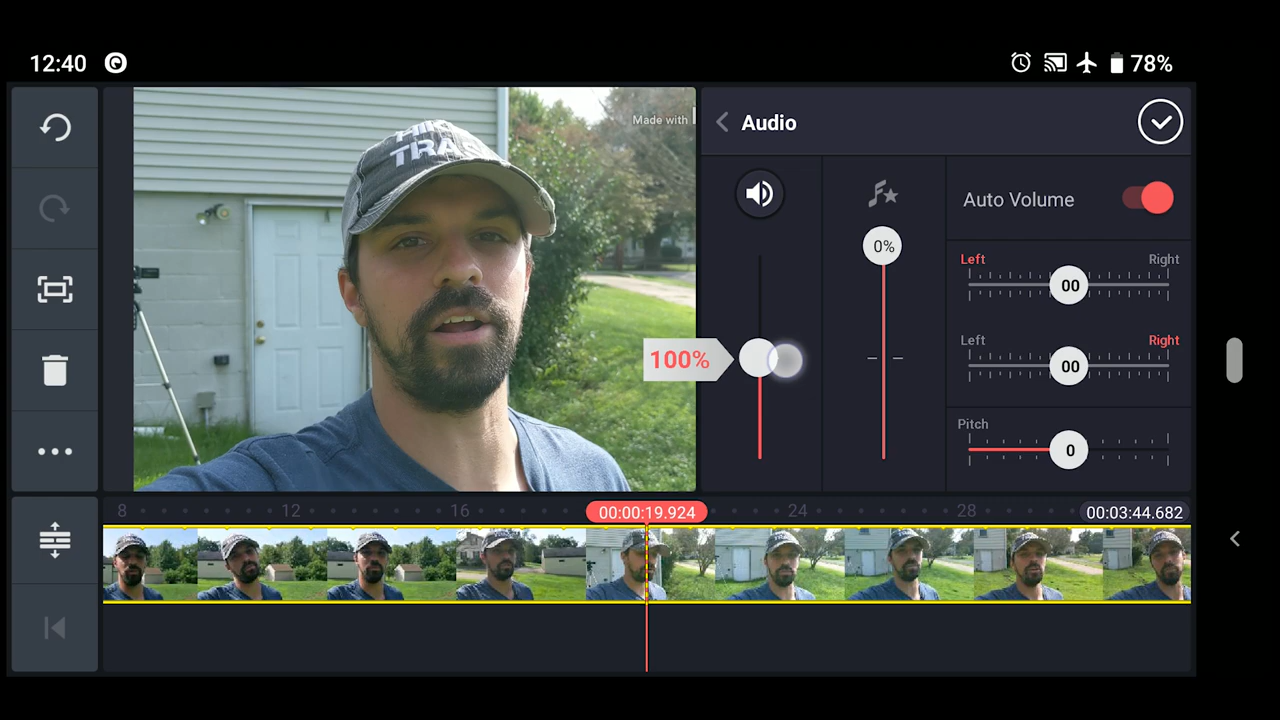 12:40
78%
Made with
Audio
TRA
Auto Volume
0%
Left Right
00
100%
Left Right
00
Pitch
0
8 12 16 00:00:19.924 24 28 00:03:44.682